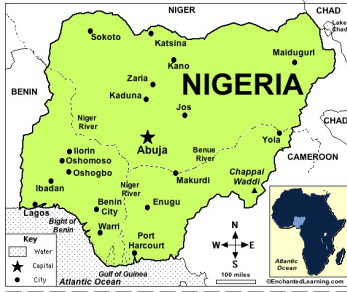 NIGER
CHAD
Lake
Chad
Sokoto
Katsina
Kano
Maiduguri
Zaria
NIGERIA
Kaduna
BENIN
Jos
Niger
River
CHAD
Abuja
Benue
River
Yola
Ilorin
Oshomoso
Oshogbo
CAMEROON
Makurdi
Chappal
Waddi
Ibadan
Niger
River
Lagos
Benin
City
Enugu
Bight of
Benin
Warri
Port
Harcourt
Key
Water
Capital
City
N
W
E
S
Gulf of Guinea
Atlantic Ocean
100 miles
Atlantic
Ocean
©EnchantedLearning.com